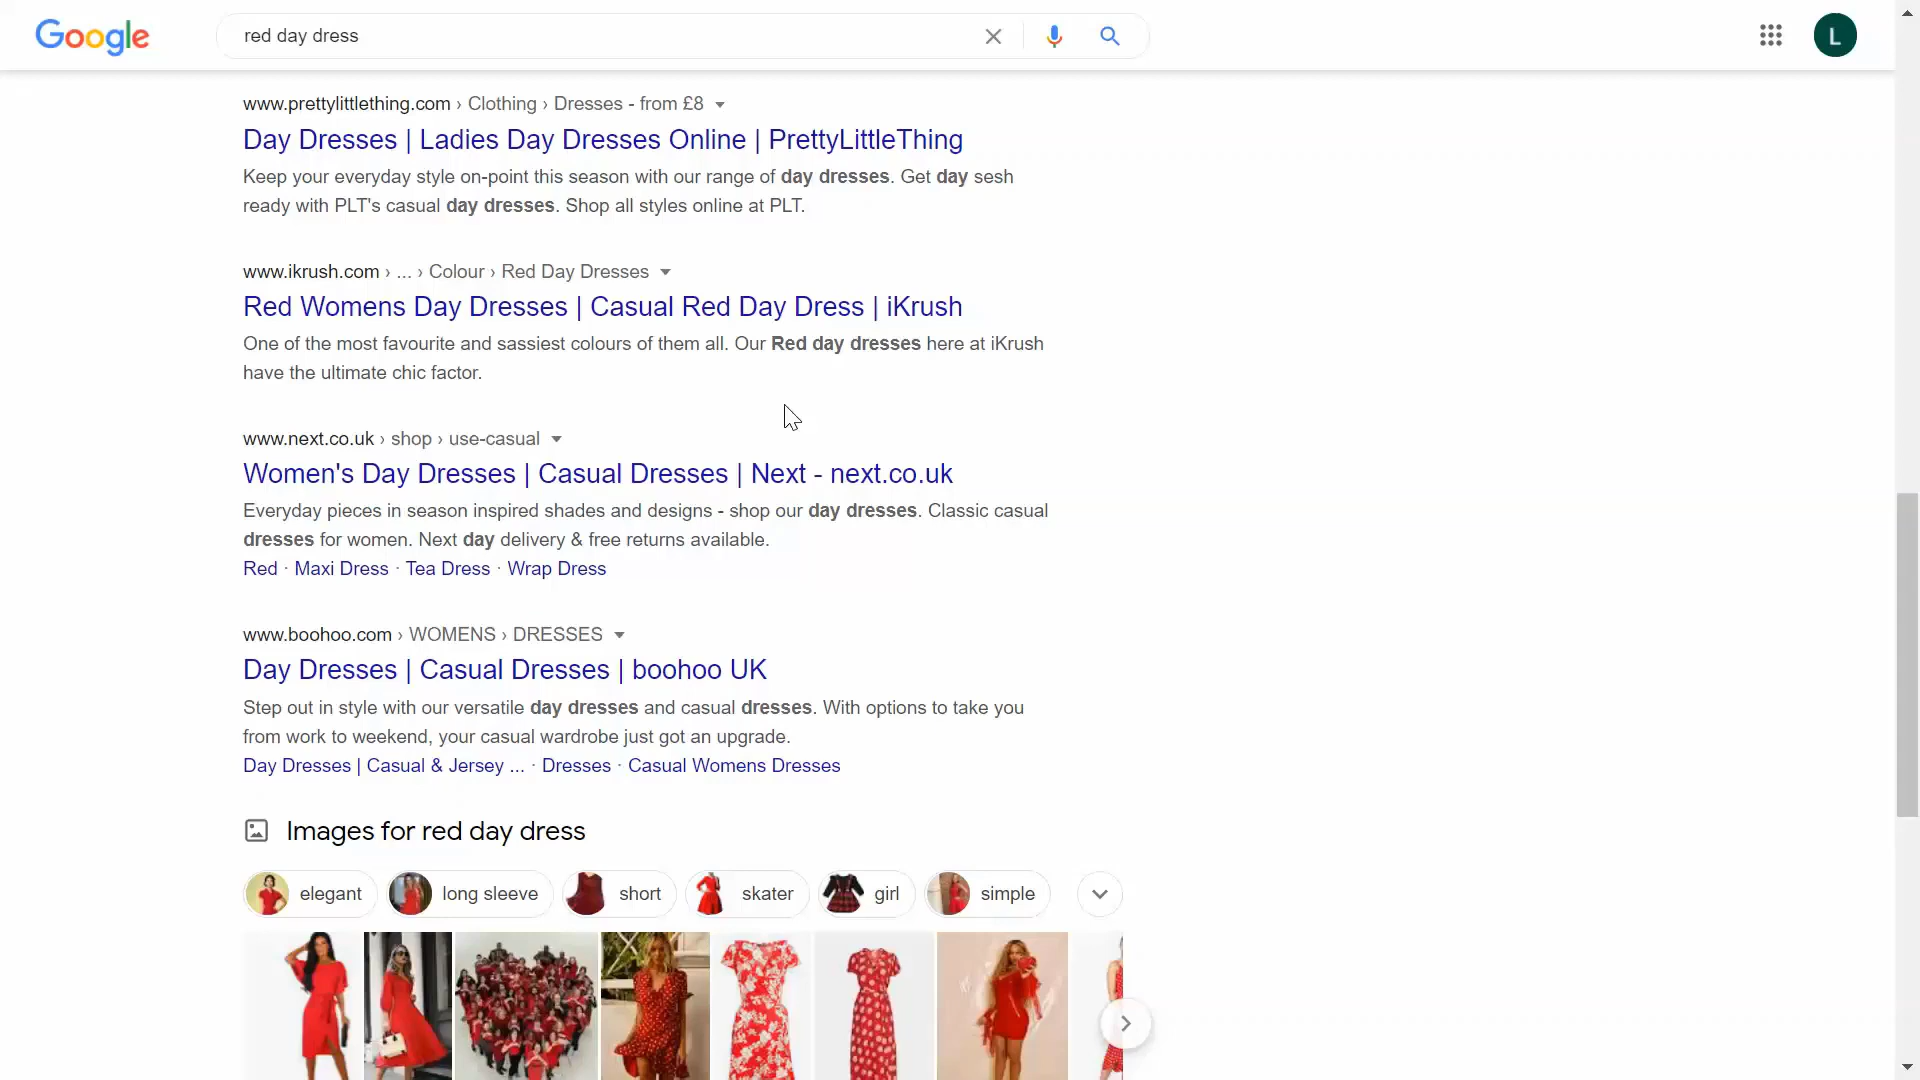 Google
red day dress
L
www.prettylittlething.com › Clothing › Dresses - from £8
Day Dresses | Ladies Day Dresses Online | PrettyLittleThing
Keep your everyday style on-point this season with our range of day dresses. Get day sesh
ready with PLT's casual day dresses. Shop all styles online at PLT.
www.ikrush.com › ... › Colour › Red Day Dresses
Red Womens Day Dresses | Casual Red Day Dress | iKrush
One of the most favourite and sassiest colours of them all. Our Red day dresses here at iKrush
have the ultimate chic factor.
www.next.co.uk › shop › use-casual
Women's Day Dresses | Casual Dresses | Next - next.co.uk
Everyday pieces in season inspired shades and designs - shop our day dresses. Classic casual
dresses for women. Next day delivery & free returns available.
Red · Maxi Dress · Tea Dress · Wrap Dress
www.boohoo.com › WOMENS › DRESSES
Day Dresses | Casual Dresses | boohoo UK
Step out in style with our versatile day dresses and casual dresses. With options to take you
from work to weekend, your casual wardrobe just got an upgrade.
Day Dresses | Casual & Jersey ... · Dresses · Casual Womens Dresses
Images for red day dress
elegant
long sleeve
short
skater
girl
simple